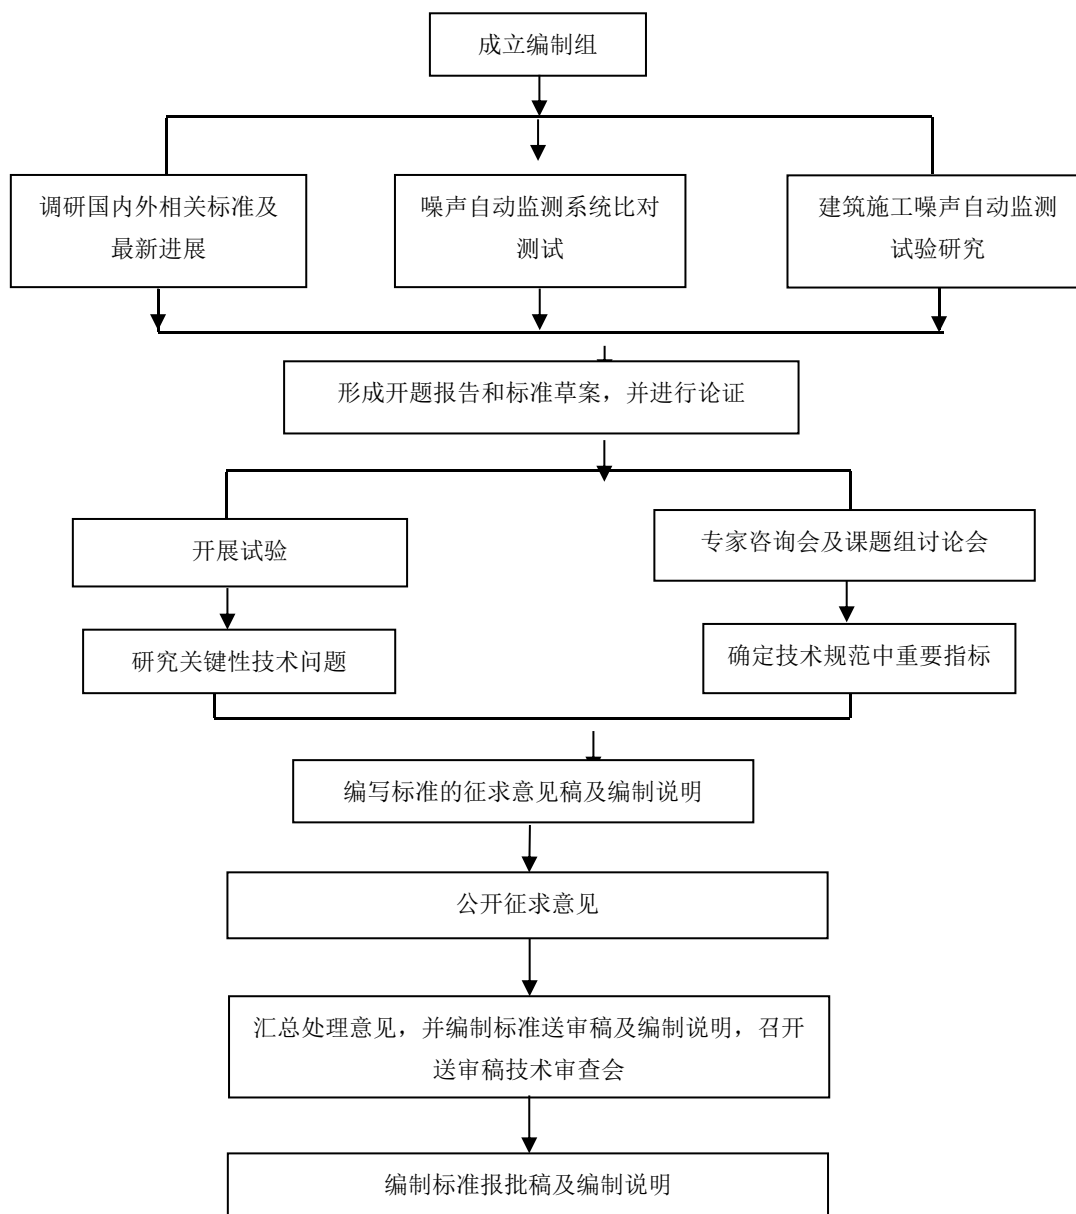 成立编制组
调研国内外相关标准及
最新进展
噪声自动监测系统比对
测试
建筑施工噪声自动监测
试验研究
形成开题报告和标准草案，并进行论证
开展试验
专家咨询会及课题组讨论会
研究关键性技术问题
确定技术规范中重要指标
编写标准的征求意见稿及编制说明
公开征求意见
汇总处理意见，并编制标准送审稿及编制说明，召开
送审稿技术审查会
编制标准报批稿及编制说明